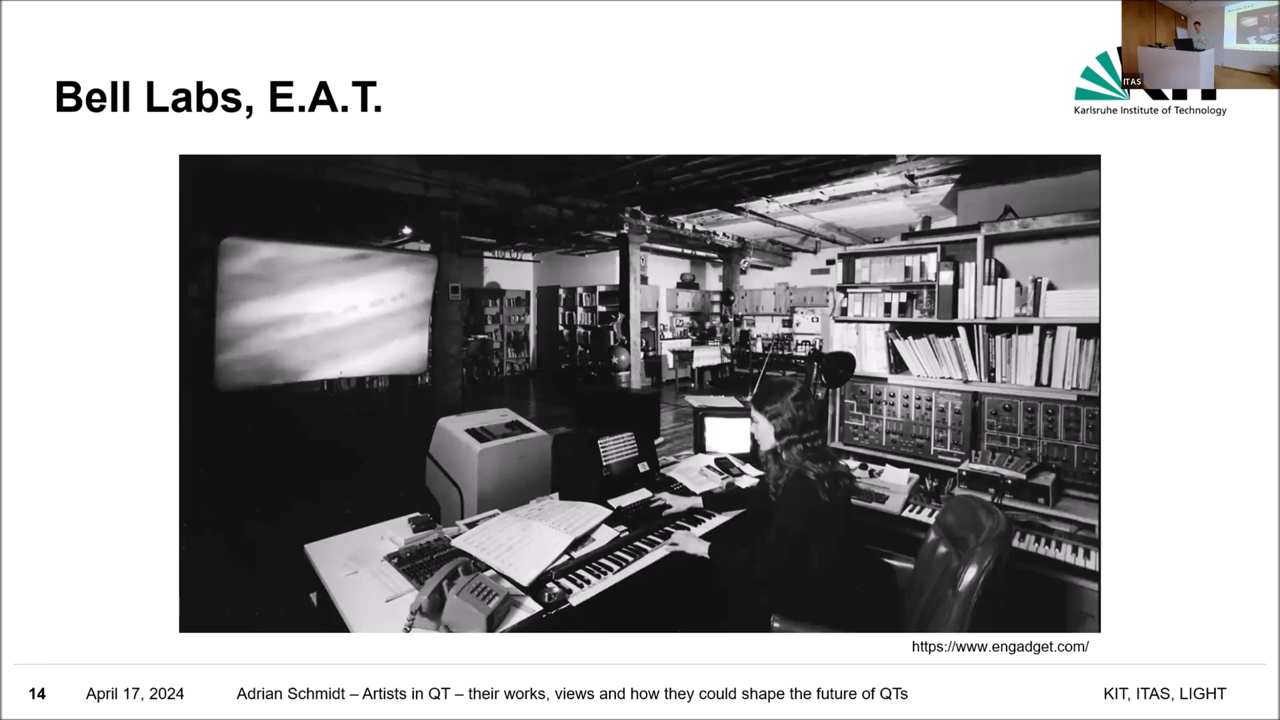 Bell Labs, E.A.T.
ITAS
Karlsruhe Institute of Technology
https://www.engadget.com/
14 April 17, 2024 Adrian Schmidt – Artists in QT – their works, views and how they could shape the future of QTs KIT, ITAS, LIGHT